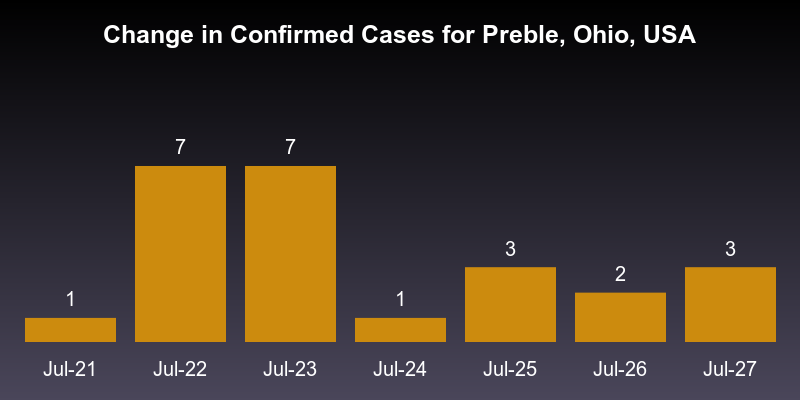 Change in Confirmed Cases for Preble, Ohio, USA
7 7
3 3
2
1 1
Jul-21 Jul-22 Jul-23 Jul-24 Jul-25 Jul-26 Jul-27